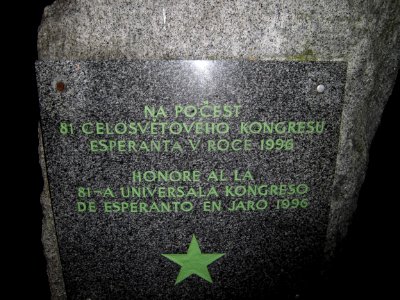 NA POČEST
81 CELOSVĚTOVÉHO KONGRESU
ESPERANTA V ROCE 1996
HONORE AL LA
81-A UNIVERSALA KONGRESO
DE ESPERANTO EN JARO 1996